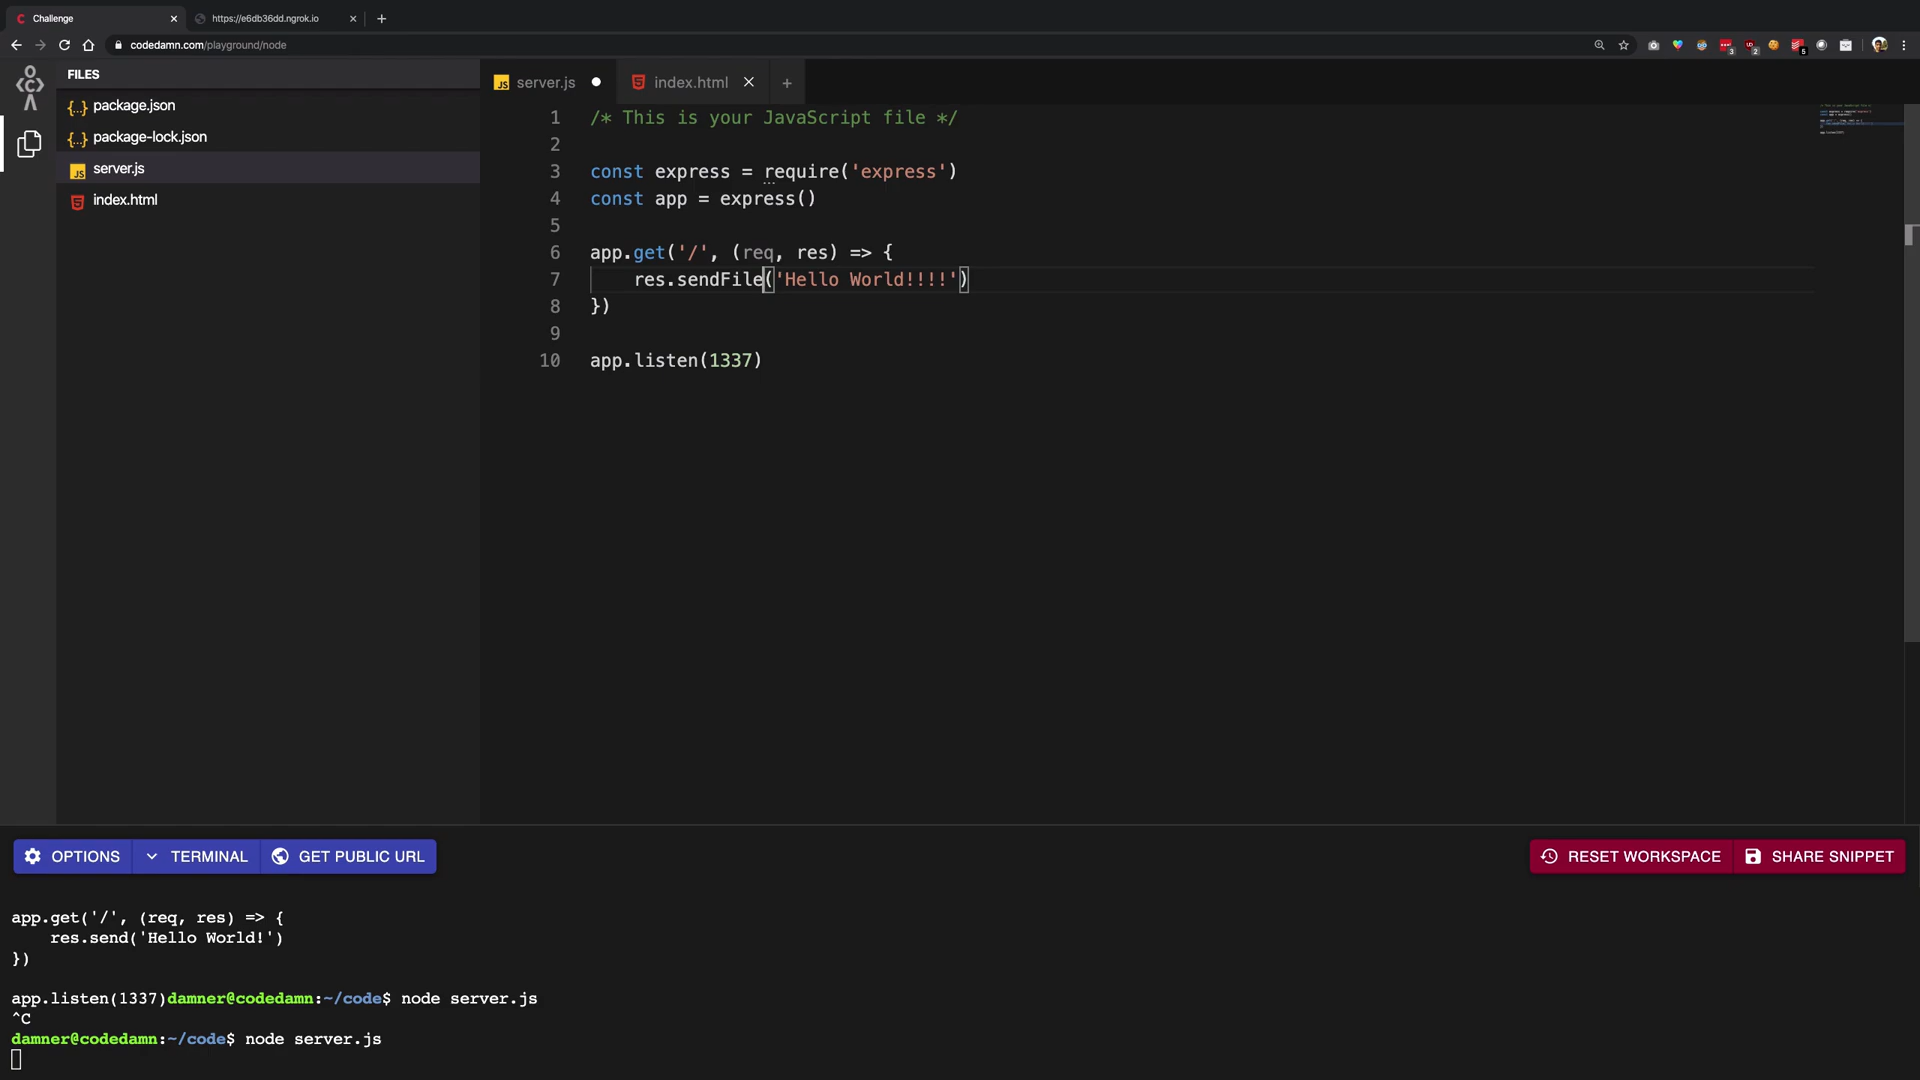 Challenge
https://e6db36dd.ngrok.io
codedamn.com/playground/node
FILES
package.json
package-lock.json
server.js
index.html
server.js
index.html
1 /* This is your JavaScript file */
2
3 const express = require('express')
4 const app = express()
5
6 app.get('/', (req, res) => {
7 res.sendFile('Hello World!!!!')
8 })
9
10 app.listen(1337)
OPTIONS
TERMINAL
GET PUBLIC URL
RESET WORKSPACE
SHARE SNIPPET
app.get('/', (req, res) => {
res.send('Hello World!')
})
app.listen(1337)damner@codedamn:~/code$ node server.js
^C
damner@codedamn:~/code$ node server.js